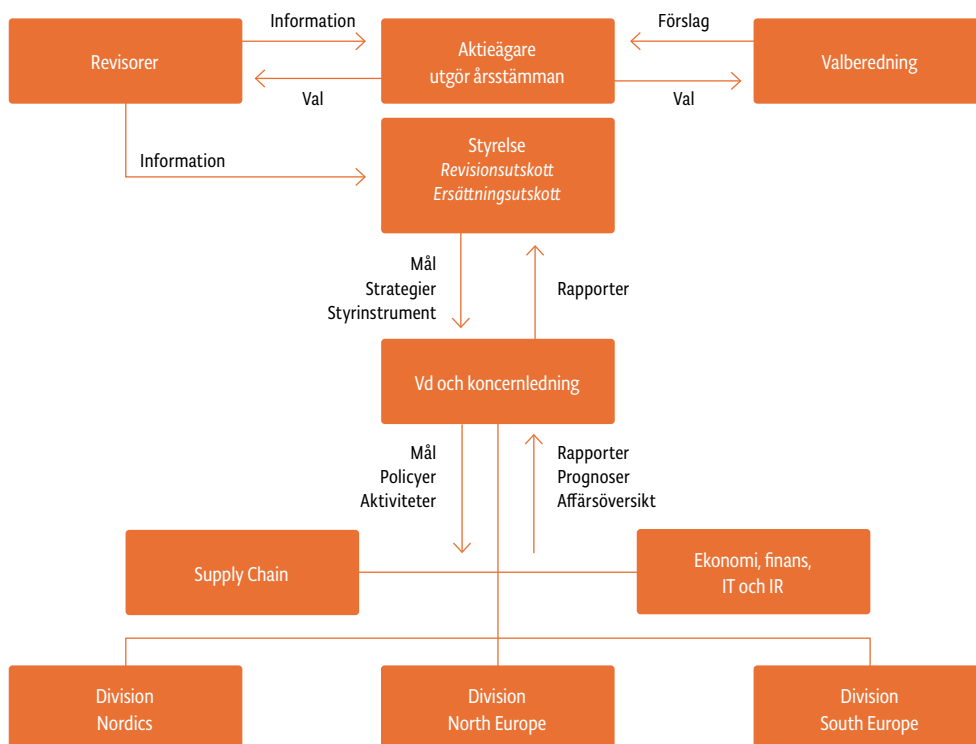 Information
Förslag
Revisorer
Aktieägare
utgör årsstämman
Valberedning
Val
Val
Styrelse
Revisionsutskott
Ersättningsutskott
Information
Mål
Strategier
Styrinstrument
Rapporter
Vd och koncernledning
Mål
Policyer
Aktiviteter
Rapporter
Prognoser
Affärsöversikt
Supply Chain
Ekonomi, finans,
IT och IR
Division
Nordics
Division
North Europe
Division
South Europe